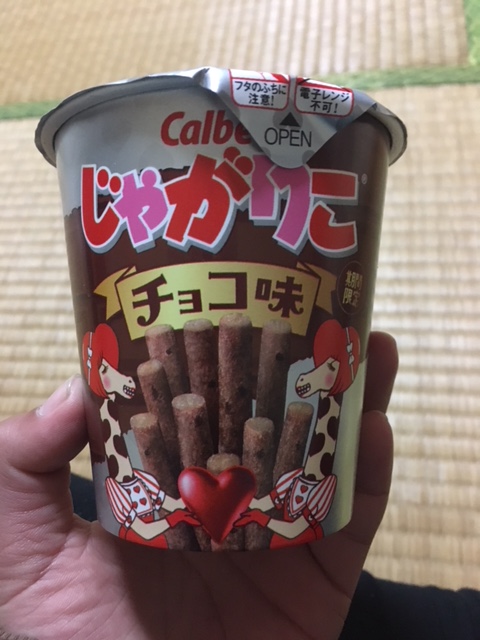 フタのふちに
注意!
電子レンジ
不可!
Calbe
OPEN
じゃがりこ®
チョコ味
期間
限定